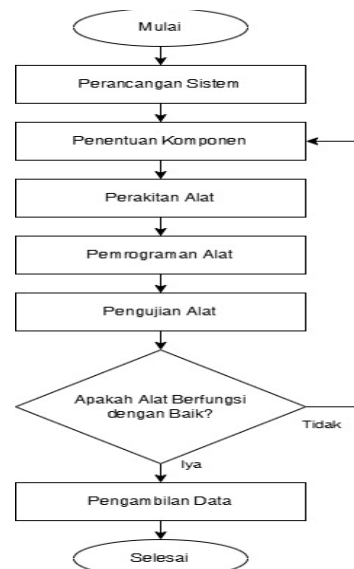 Mulai
Perancangan Sistem
Penentuan Komponen
Perakitan Alat
Pemrograman Alat
Pengujian Alat
Apakah Alat Berfungsi
dengan Baik?
Tidak
Iya
Pengambilan Data
Selesai